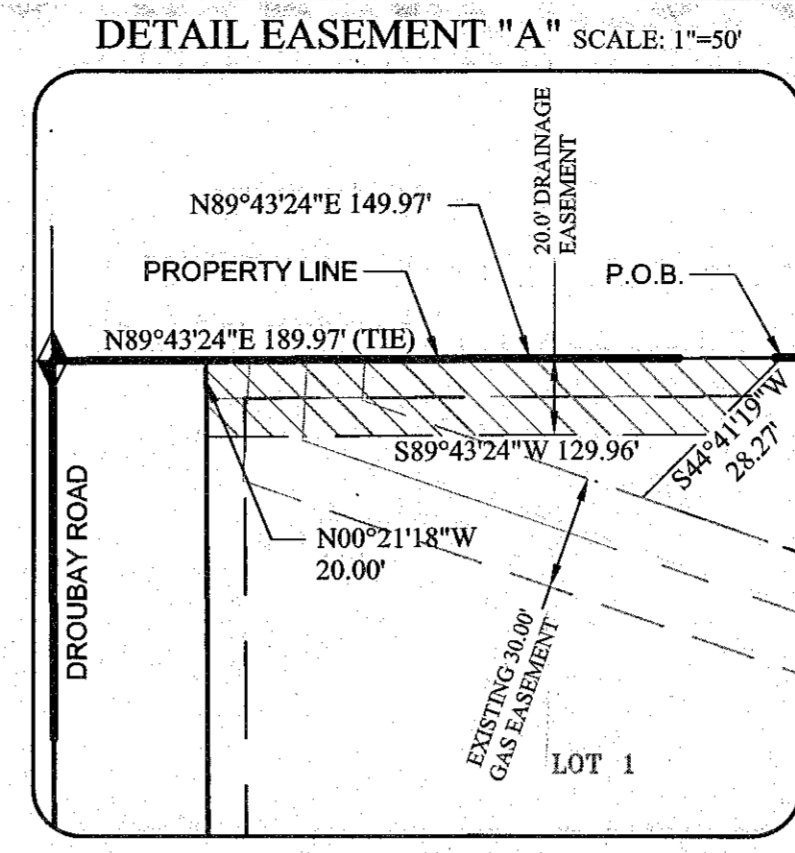 DETAIL EASEMENT "A" SCALE: 1"=50'
20.0' DRAINAGE
EASEMENT
N89°43'24"E 149.97'
PROPERTY LINE
P.O.B.
N89°43'24"E 189.97' (TIE)
S44°41'19"W
28.27'
S89°43'24"W 129.96'
N00°21'18"W
20.00'
DROUBAY ROAD
EXISTING 30.00'
GAS EASEMENT
LOT 1